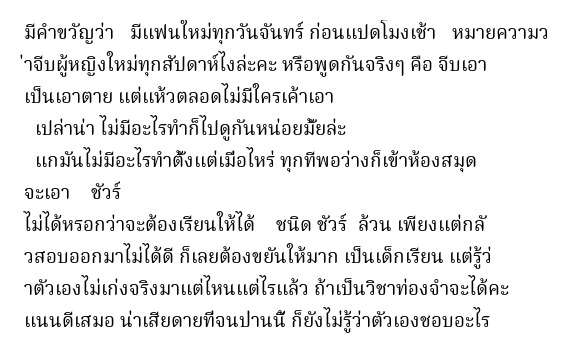 มีคำขวัญว่า   มีแฟนใหม่ทุกวันจันทร์ ก่อนแปดโมงเช้า   หมายความว
่าจีบผู้หญิงใหม่ทุกสัปดาห์ไงล่ะคะ หรือพูดกันจริงๆ คือ จีบเอา
เป็นเอาตาย แต่แห้วตลอดไม่มีใครเค้าเอา
เปล่าน่า ไม่มีอะไรทำก็ไปดูกันหน่อยมั้ยล่ะ
แกมันไม่มีอะไรทำตั้งแต่เมื่อไหร่ ทุกทีพอว่างก็เข้าห้องสมุด
จะเอา    ชัวร์
ไม่ได้หรอกว่าจะต้องเรียนให้ได้    ชนิด ชัวร์  ล้วน เพียงแต่กลั
วสอบออกมาไม่ได้ดี ก็เลยต้องขยันให้มาก เป็นเด็กเรียน แต่รู้ว่
าตัวเองไม่เก่งจริงมาแต่ไหนแต่ไรแล้ว ถ้าเป็นวิชาท่องจำจะได้คะ
แนนดีเสมอ น่าเสียดายที่จนป่านนี้ ก็ยังไม่รู้ว่าตัวเองชอบอะไร